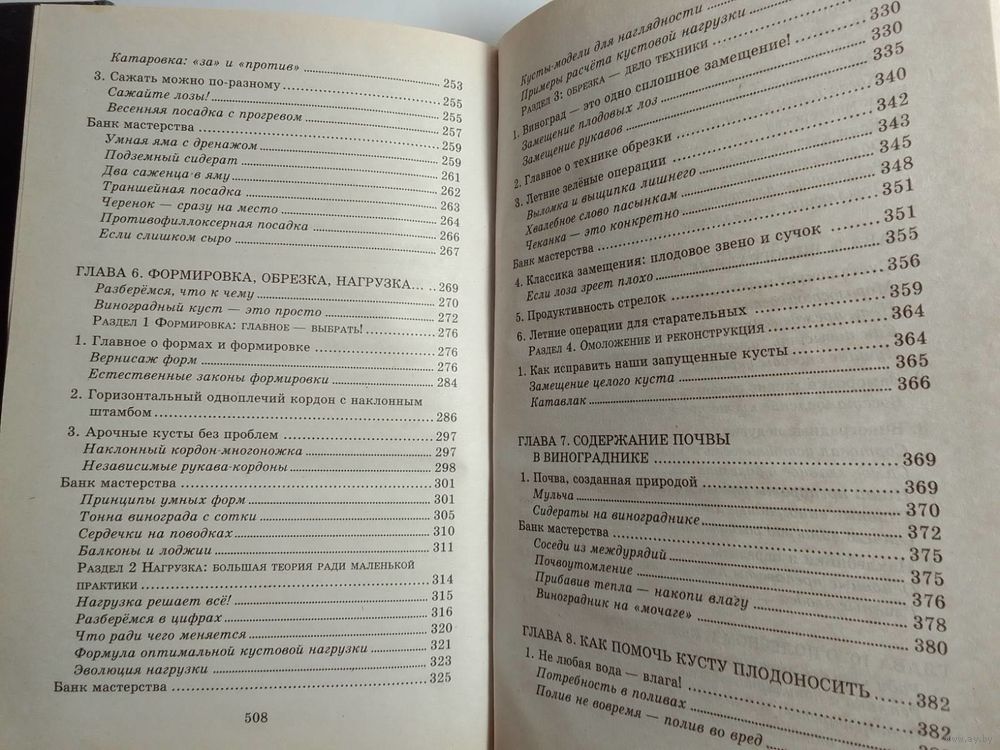 Катаровка: «за» и «против» 253
3. Сажать можно по-разному 255
Сажайте лозы! 255
Весенняя посадка с прогревом 257
Банк мастерства 259
Умная яма с дренажом 259
Подземный сидерат 261
Два саженца в яму 262
Траншейная посадка 263
Черенок — сразу на место 264
Противофиллоксерная посадка 266
Если слишком сыро 267
ГЛАВА 6. ФОРМИРОВКА, ОБРЕЗКА, НАГРУЗКА... 269
Разберёмся, что к чему 270
Виноградный куст — это просто 272
Раздел 1 Формировка: главное — выбрать! 276
1. Главное о формах и формировке 276
Вернисаж форм 276
Естественные законы формировки 284
2. Горизонтальный одноплечий кордон с наклонным
штамбом 286
3. Арочные кусты без проблем 297
Наклонный кордон-многоножка 297
Независимые рукава-кордоны 298
Банк мастерства 301
Принципы умных форм 301
Тонна винограда с сотки 305
Сердечки на поводках 310
Балконы и лоджии 311
Раздел 2 Нагрузка: большая теория ради маленькой
практики 314
Нагрузка решает всё! 315
Разберёмся в цифрах 316
Что ради чего меняется 320
Формула оптимальной кустовой нагрузки 321
Эволюция нагрузки 323
Банк мастерства 325
508
Кусты-модели для наглядности
Примеры расчёта кустовой нагрузки
Раздел 3: обрезка — дело техники
1. Виноград — это одно сплошное замещение! 330
Замещение плодовых лоз 330
Замещение рукавов 335
2. Главное о технике обрезки 340
3. Летние зелёные операции 342
Выломка и выщипка лишнего 343
Хвалебное слово пасынкам 345
Чеканка — это конкретно 348
Банк мастерства 351
4. Классика замещения: плодовое звено и сучок 351
Если лоза зреет плохо 355
5. Продуктивность стрелок 356
6. Летние операции для старательных 359
Раздел 4. Омоложение и реконструкция 364
1. Как исправить наши запущенные кусты 364
Замещение целого куста 365
Катавлак 366
ГЛАВА 7. СОДЕРЖАНИЕ ПОЧВЫ
В ВИНОГРАДНИКЕ 369
1. Почва, созданная природой 369
Мульча 370
Сидераты на винограднике 372
Банк мастерства 375
Соседи из междурядий 375
Почвоутомление 376
Прибавив тепла — накопи влагу 378
Виноградник на «мочаге» 380
ГЛАВА 8. КАК ПОМОЧЬ КУСТУ ПЛОДОНОСИТЬ 382
1. Не любая вода — влага! 382
Потребность в поливах
Полив не вовремя — полив во вред
www.ay.by